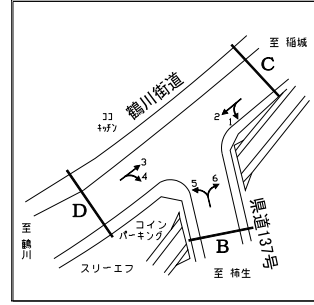 至 稲城
C
鶴川街道
ココ
キッチン
2
1
3
4
D
5
6
県道137号
至 鶴川
コイン
パーキング
B
スリーエフ
至 柿生